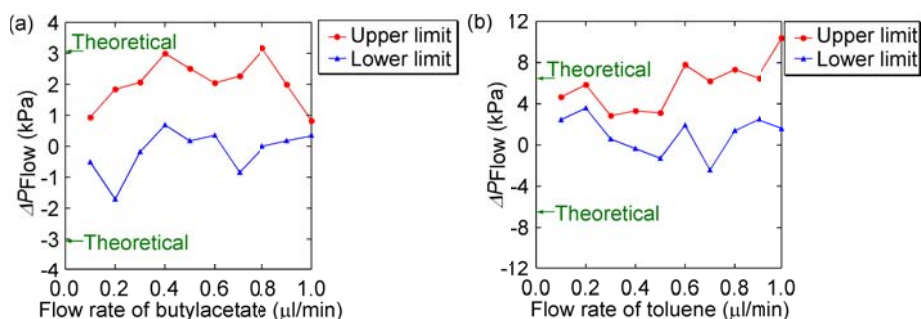 (a)
4
3
2
1
0
-1
-2
-3
-4
ΔPFlow (kPa)
Theoretical
Theoretical
0.0 0.2 0.4 0.6 0.8 1.0
Flow rate of butylacetate (μl/min)
Upper limit
Lower limit
(b)
12
8
4
0
-4
-8
-12
ΔPFlow (kPa)
Theoretical
Theoretical
0.0 0.2 0.4 0.6 0.8 1.0
Flow rate of toluene (μl/min)
Upper limit
Lower limit